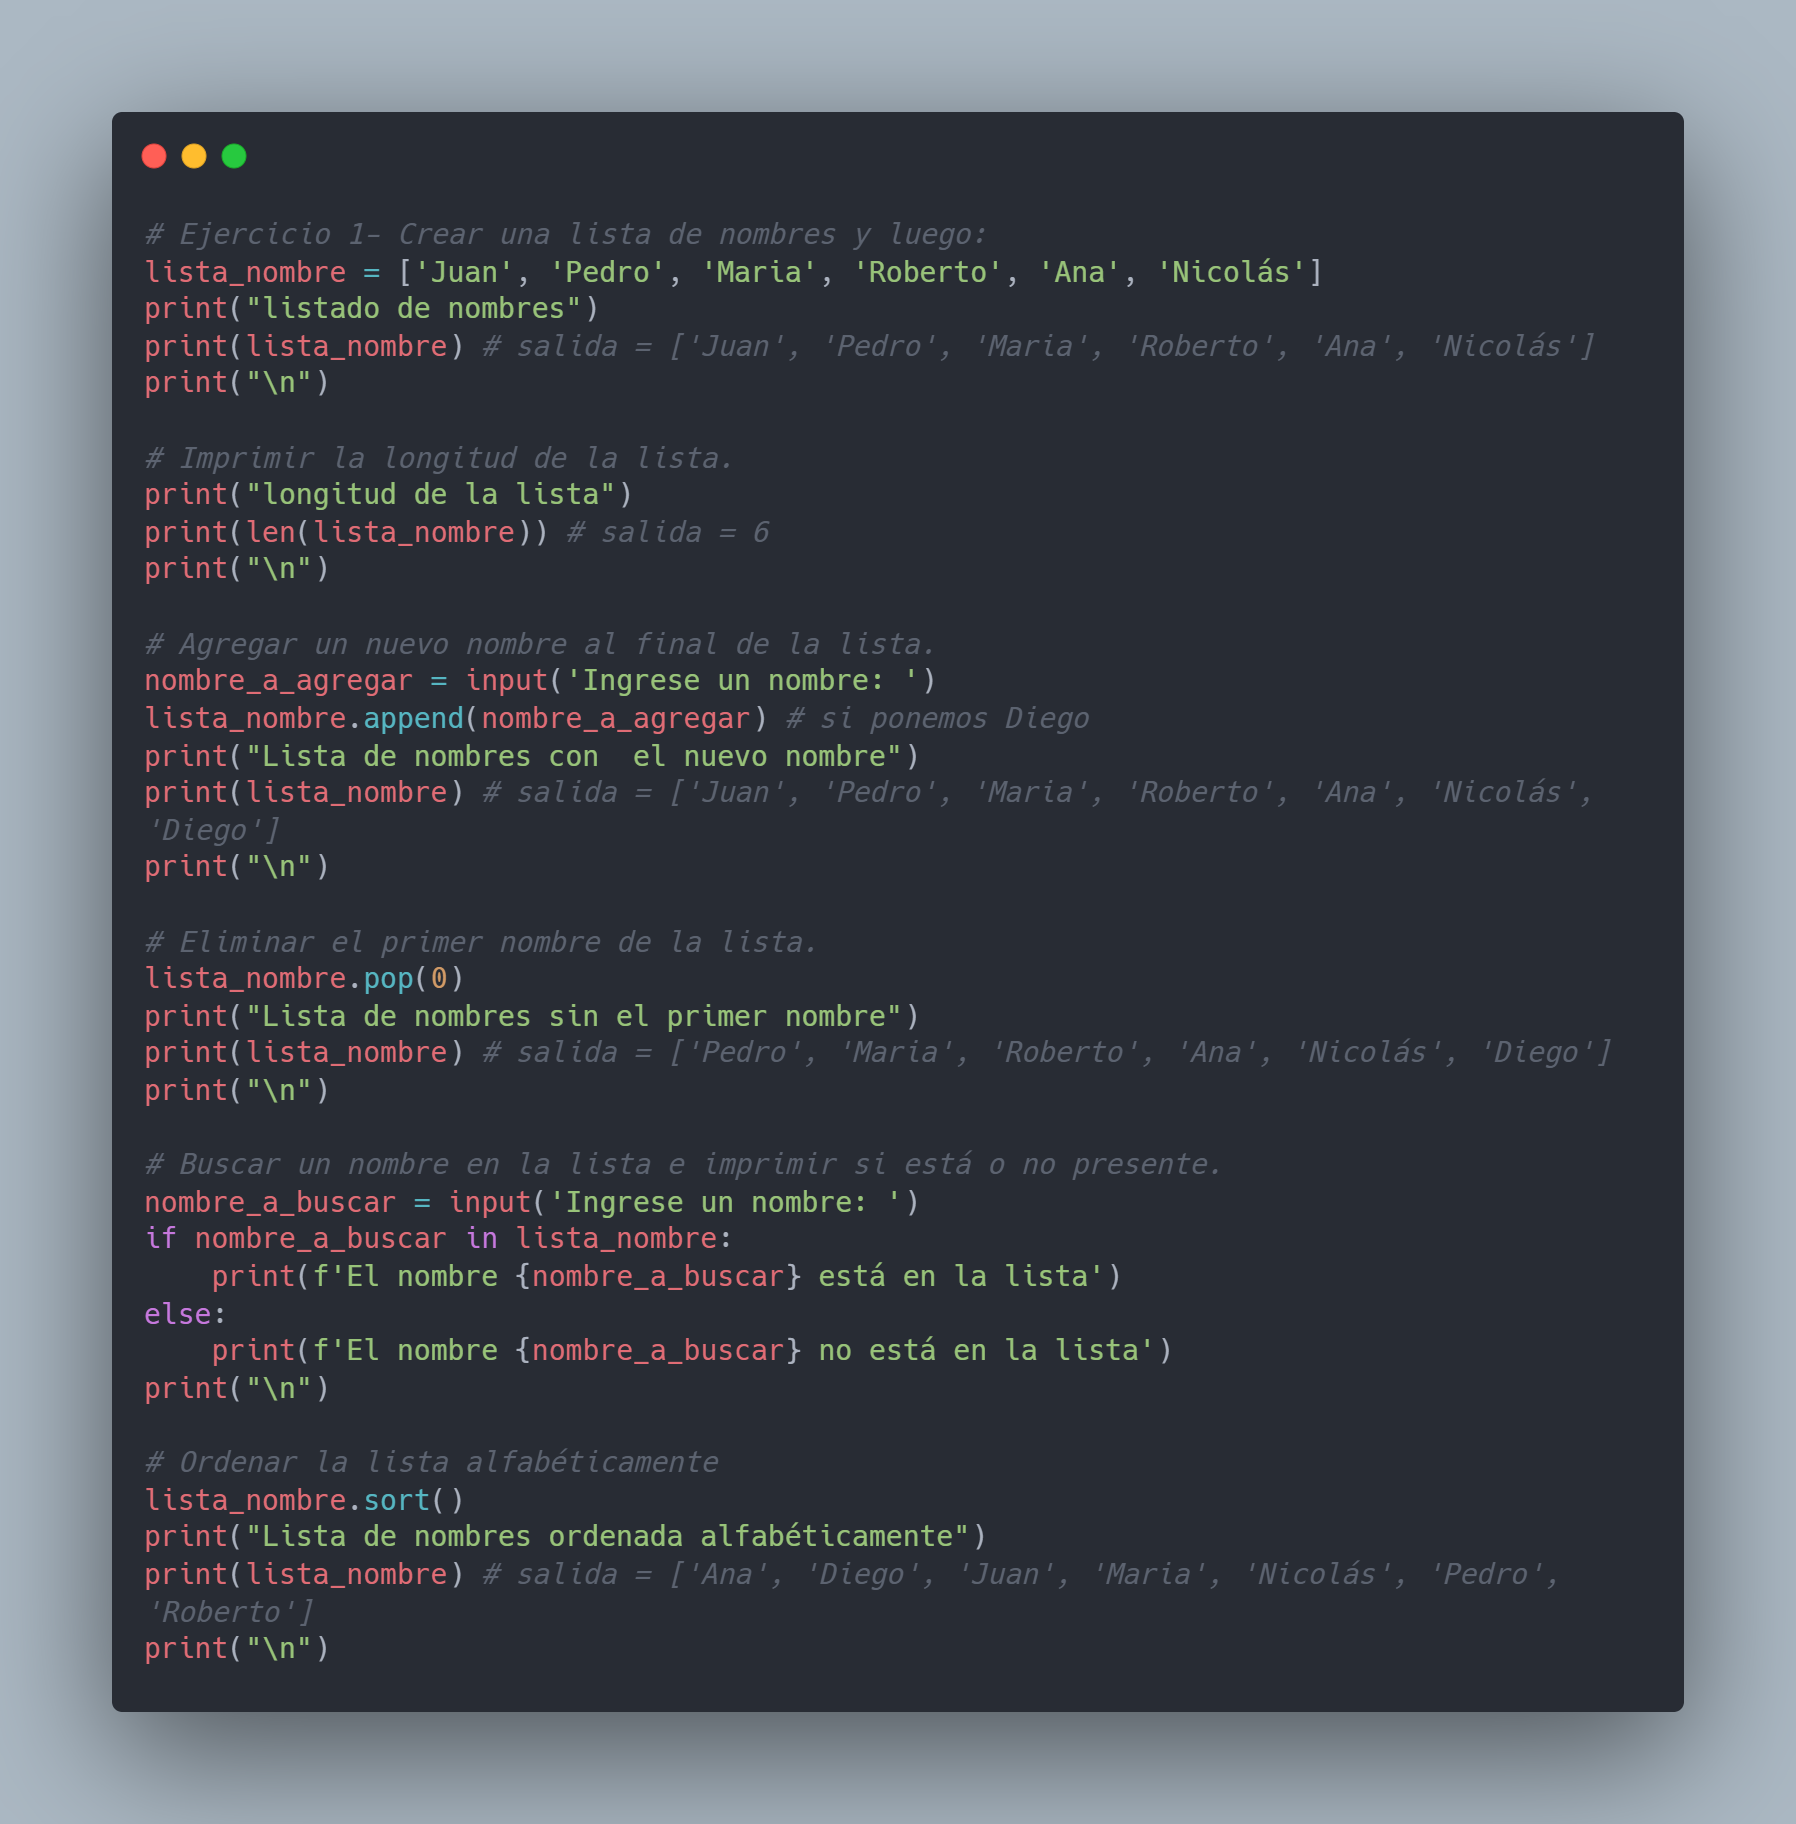 # Ejercicio 1- Crear una lista de nombres y luego:
lista_nombre = ['Juan', 'Pedro', 'Maria', 'Roberto', 'Ana', 'Nicolás']
print("listado de nombres")
print(lista_nombre) # salida = ['Juan', 'Pedro', 'Maria', 'Roberto', 'Ana', 'Nicolás']
print("\n")

# Imprimir la longitud de la lista.
print("longitud de la lista")
print(len(lista_nombre)) # salida = 6
print("\n")

# Agregar un nuevo nombre al final de la lista.
nombre_a_agregar = input('Ingrese un nombre: ')
lista_nombre.append(nombre_a_agregar) # si ponemos Diego
print("Lista de nombres con  el nuevo nombre")
print(lista_nombre) # salida = ['Juan', 'Pedro', 'Maria', 'Roberto', 'Ana', 'Nicolás',
'Diego']
print("\n")

# Eliminar el primer nombre de la lista.
lista_nombre.pop(0)
print("Lista de nombres sin el primer nombre")
print(lista_nombre) # salida = ['Pedro', 'Maria', 'Roberto', 'Ana', 'Nicolás', 'Diego']
print("\n")

# Buscar un nombre en la lista e imprimir si está o no presente.
nombre_a_buscar = input('Ingrese un nombre: ')
if nombre_a_buscar in lista_nombre:
    print(f'El nombre {nombre_a_buscar} está en la lista')
else:
    print(f'El nombre {nombre_a_buscar} no está en la lista')
print("\n")

# Ordenar la lista alfabéticamente
lista_nombre.sort()
print("Lista de nombres ordenada alfabéticamente")
print(lista_nombre) # salida = ['Ana', 'Diego', 'Juan', 'Maria', 'Nicolás', 'Pedro',
'Roberto']
print("\n")